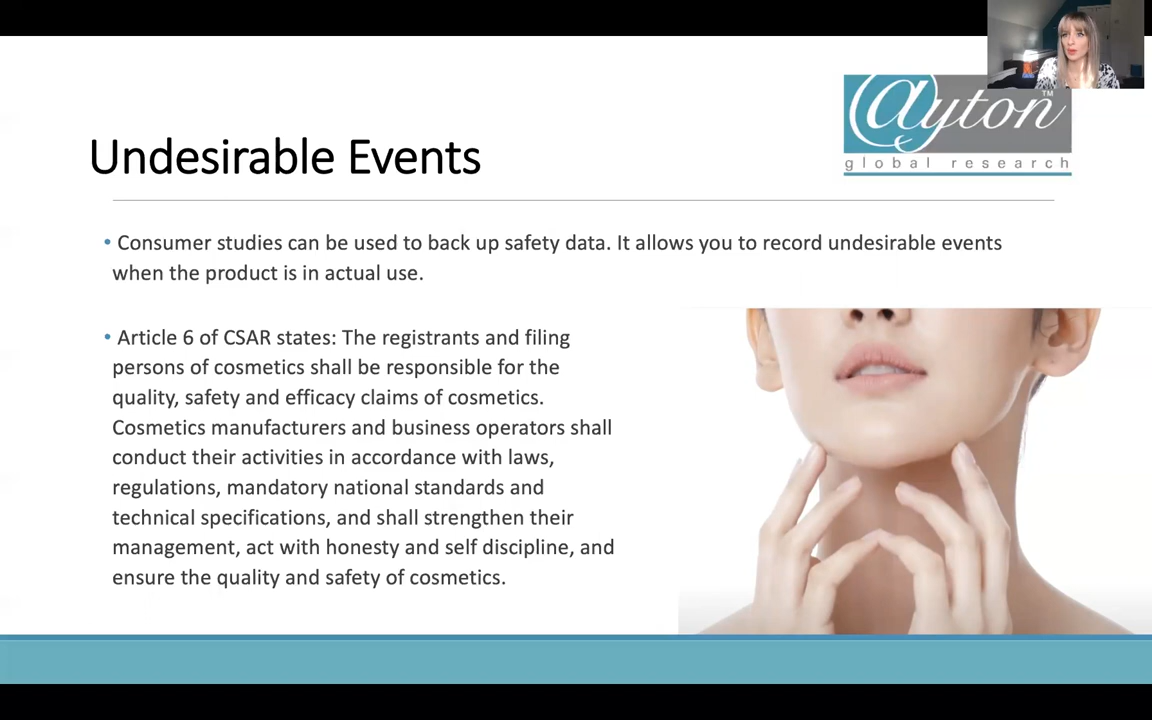 @yton™
global research
Undesirable Events
• Consumer studies can be used to back up safety data. It allows you to record undesirable events
when the product is in actual use.
• Article 6 of CSAR states: The registrants and filing
persons of cosmetics shall be responsible for the
quality, safety and efficacy claims of cosmetics.
Cosmetics manufacturers and business operators shall
conduct their activities in accordance with laws,
regulations, mandatory national standards and
technical specifications, and shall strengthen their
management, act with honesty and self discipline, and
ensure the quality and safety of cosmetics.